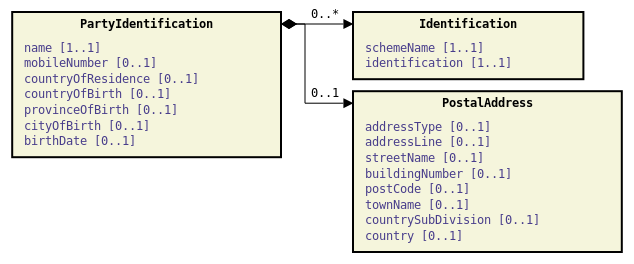 PartyIdentification
name [1..1]
mobileNumber [0..1]
countryOfResidence [0..1]
countryOfBirth [0..1]
provinceOfBirth [0..1]
cityOfBirth [0..1]
birthDate [0..1]
0..*
Identification
schemeName [1..1]
identification [1..1]
0..1
PostalAddress
addressType [0..1]
addressLine [0..1]
streetName [0..1]
buildingNumber [0..1]
postCode [0..1]
townName [0..1]
countrySubDivision [0..1]
country [0..1]